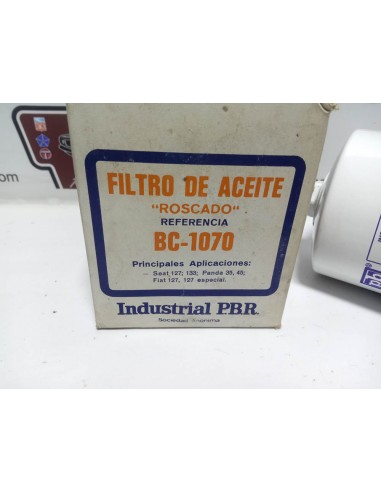 FILTRO DE ACEITE
"ROSCADO"
REFERENCIA
BC-1070
Principales Aplicaciones:
— Seat 127; 133; Panda 35, 45;
Fiat 127, 127 especial.
Industrial PBR
Sociedad Anónima
.com